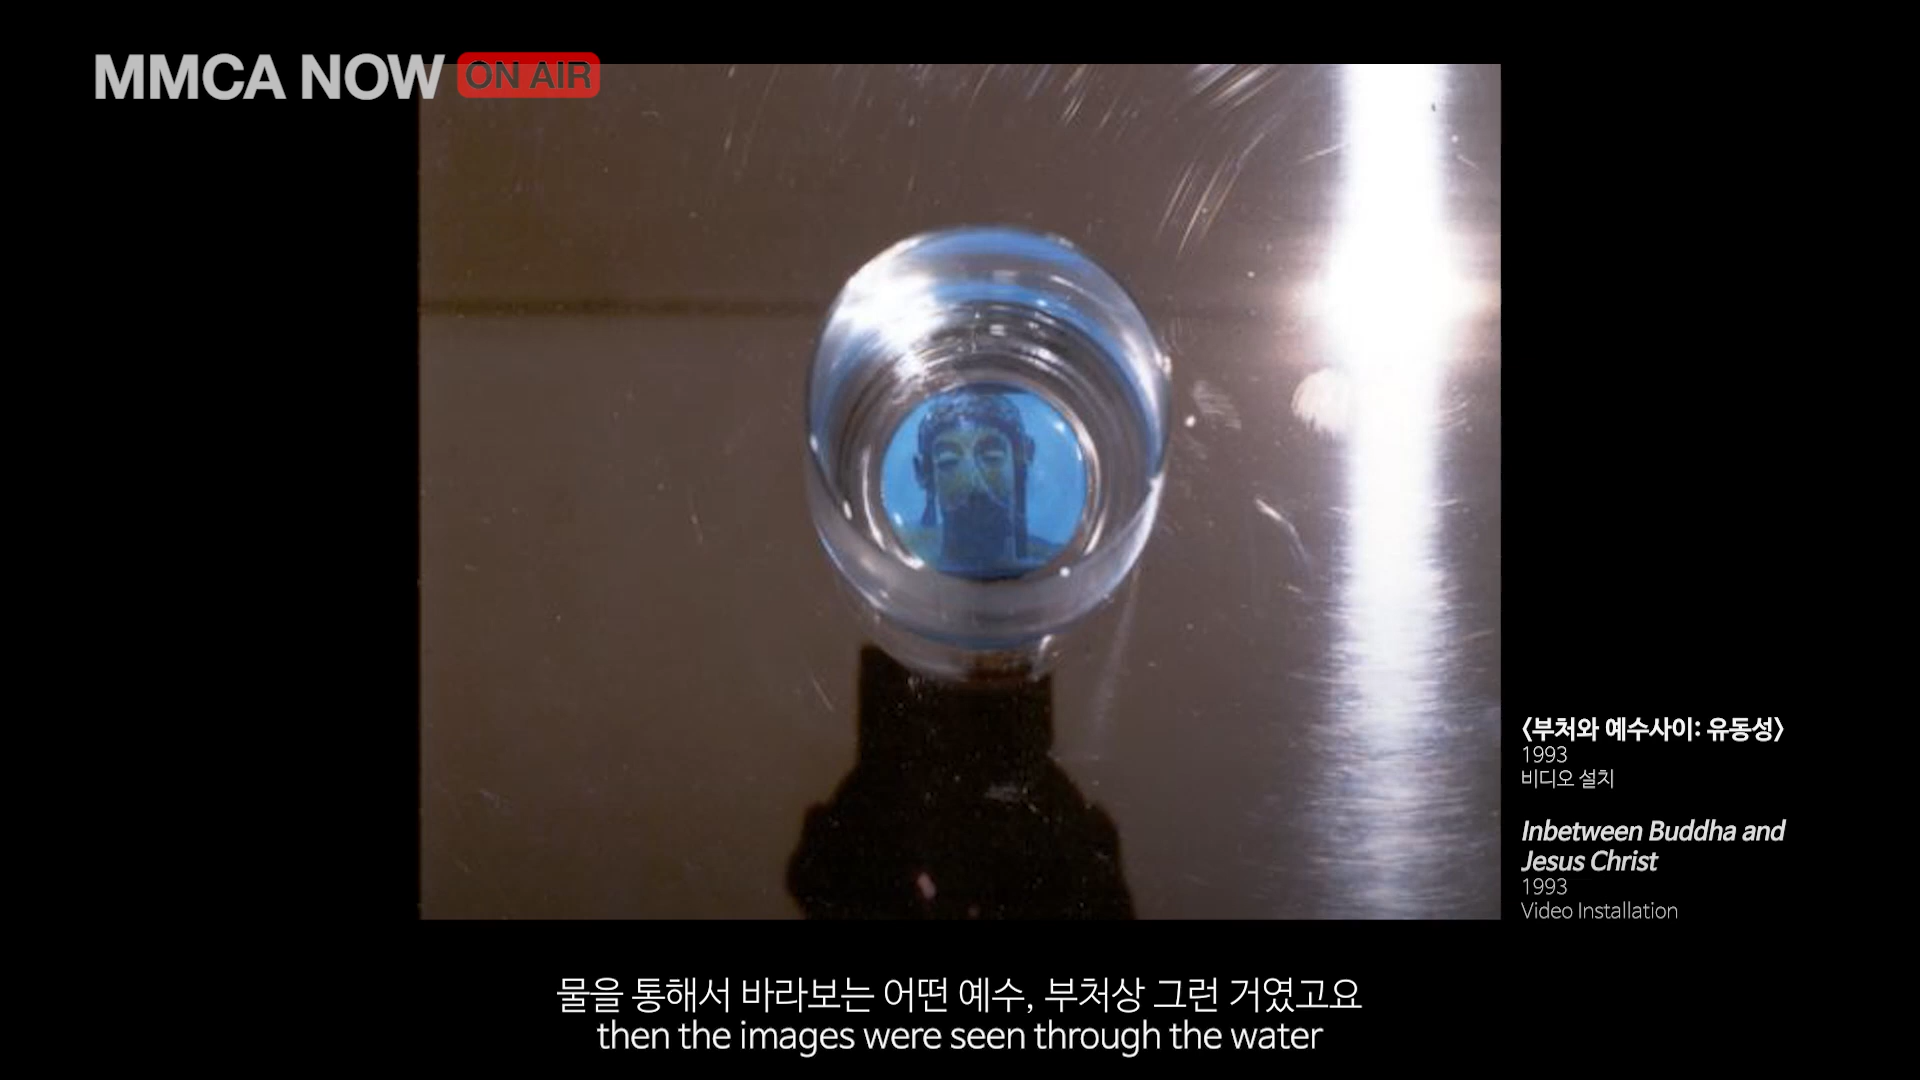 MMCA NOW ON AIR
<부처와 예수사이: 유동성>
1993
비디오 설치
Inbetween Buddha and
Jesus Christ
1993
Video Installation
물을 통해서 바라보는 어떤 예수, 부처상 그런 거였고요
then the images were seen through the water